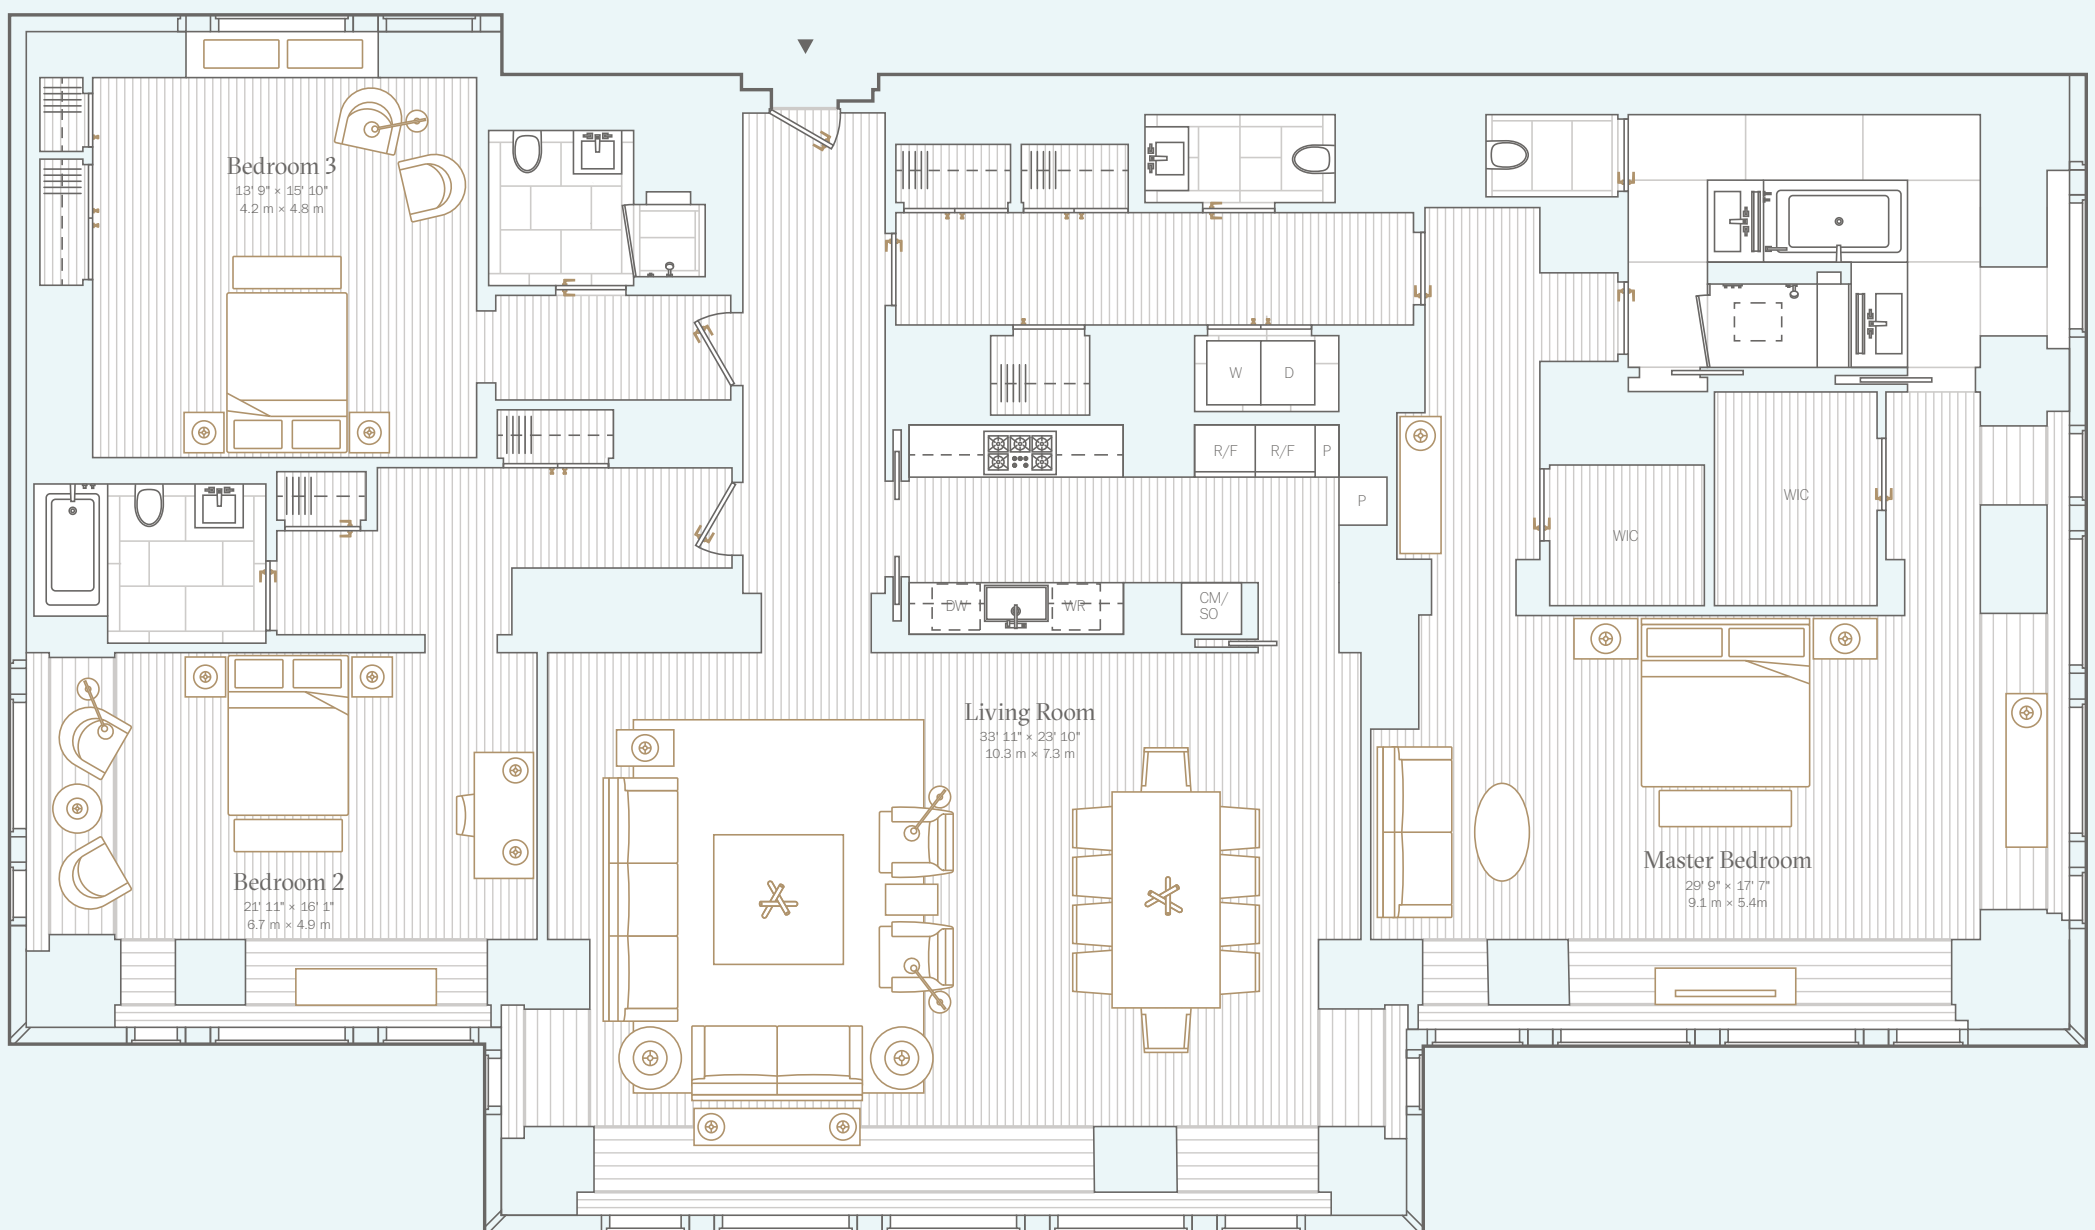 Bedroom 3
13' 9" × 15' 10"
4.2 m × 4.8 m
W
D
R/F
R/F
P
P
WIC
WIC
DW
WR
CM/
SO
Living Room
33' 11" × 23' 10"
10.3 m × 7.3 m
Master Bedroom
29' 9" × 17' 7"
9.1 m × 5.4m
Bedroom 2
21' 11" × 16' 1"
6.7 m × 4.9 m